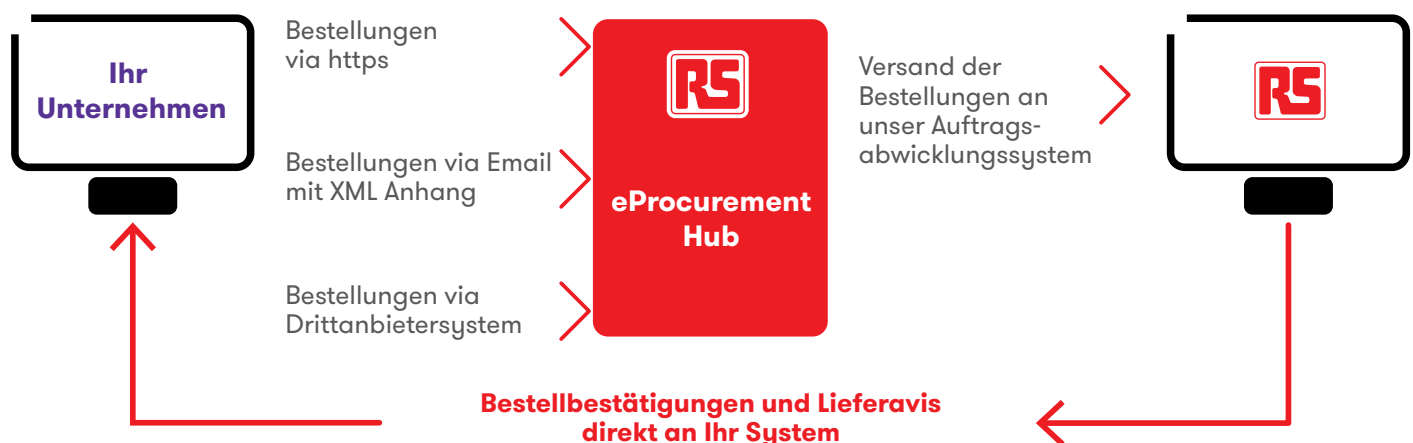 Ihr
Unternehmen
Bestellungen
via https
Bestellungen via Email
mit XML Anhang
Bestellungen via
Drittanbietersystem
RS
eProcurement
Hub
Versand der
Bestellungen an
unser Auftrags-
abwicklungssystem
RS
Bestellbestätigungen und Lieferavis
direkt an Ihr System